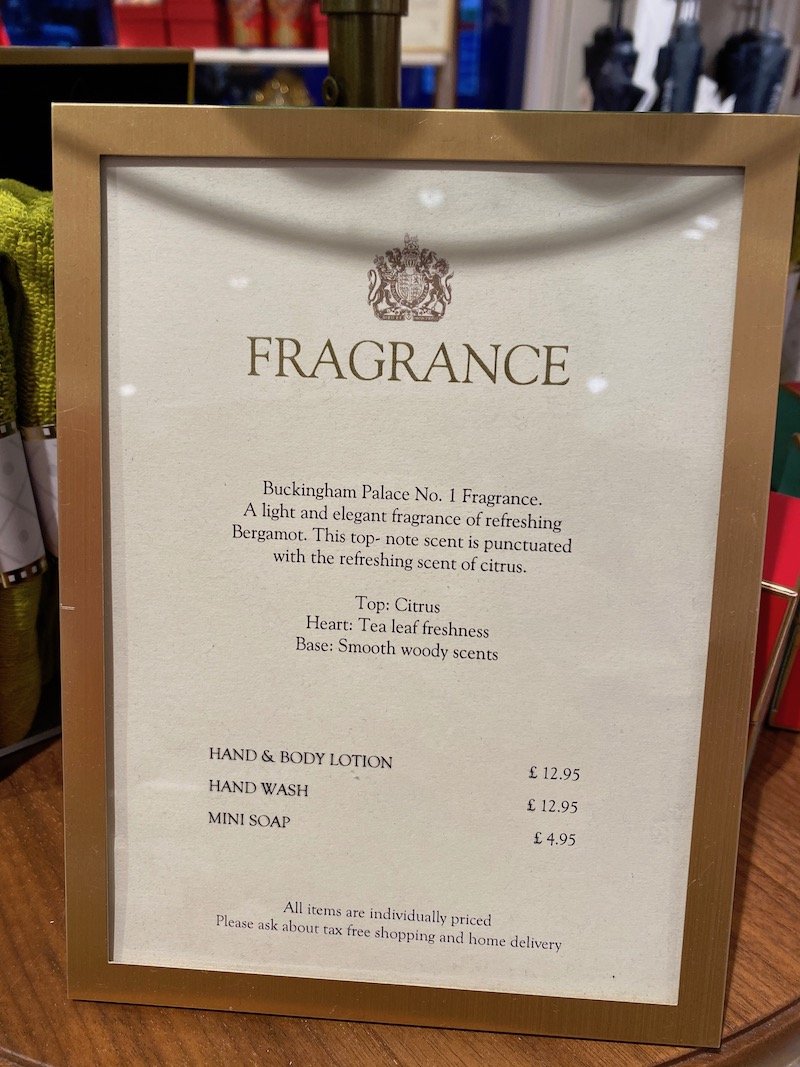 FRAGRANCE
Buckingham Palace No. 1 Fragrance.
A light and elegant fragrance of refreshing
Bergamot. This top- note scent is punctuated
with the refreshing scent of citrus.
Top: Citrus
Heart: Tea leaf freshness
Base: Smooth woody scents
HAND & BODY LOTION £ 12.95
HAND WASH £ 12.95
MINI SOAP £ 4.95
All items are individually priced
Please ask about tax free shopping and home delivery